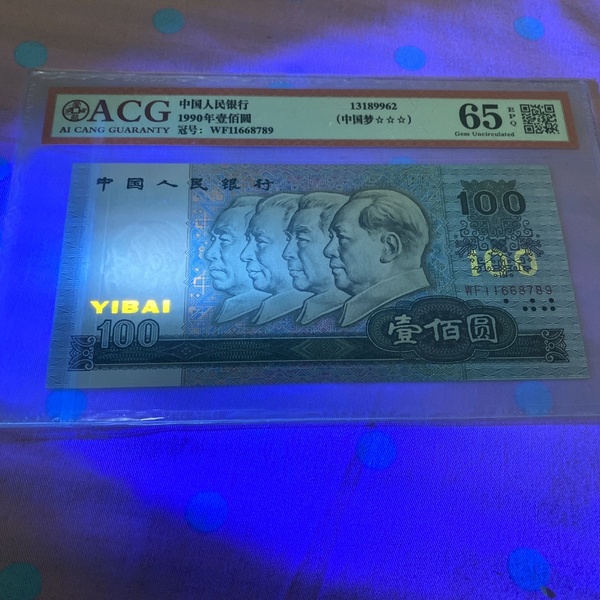 ACG
AI CANG GUARANTY
中国人民银行
1990年壹佰圆
冠号: WF11668789
13189962
(中国梦☆☆☆)
65
EPQ
Gem Uncirculated
中国人民银行
100
100
WF11668789
YIBAI
100
壹佰圆